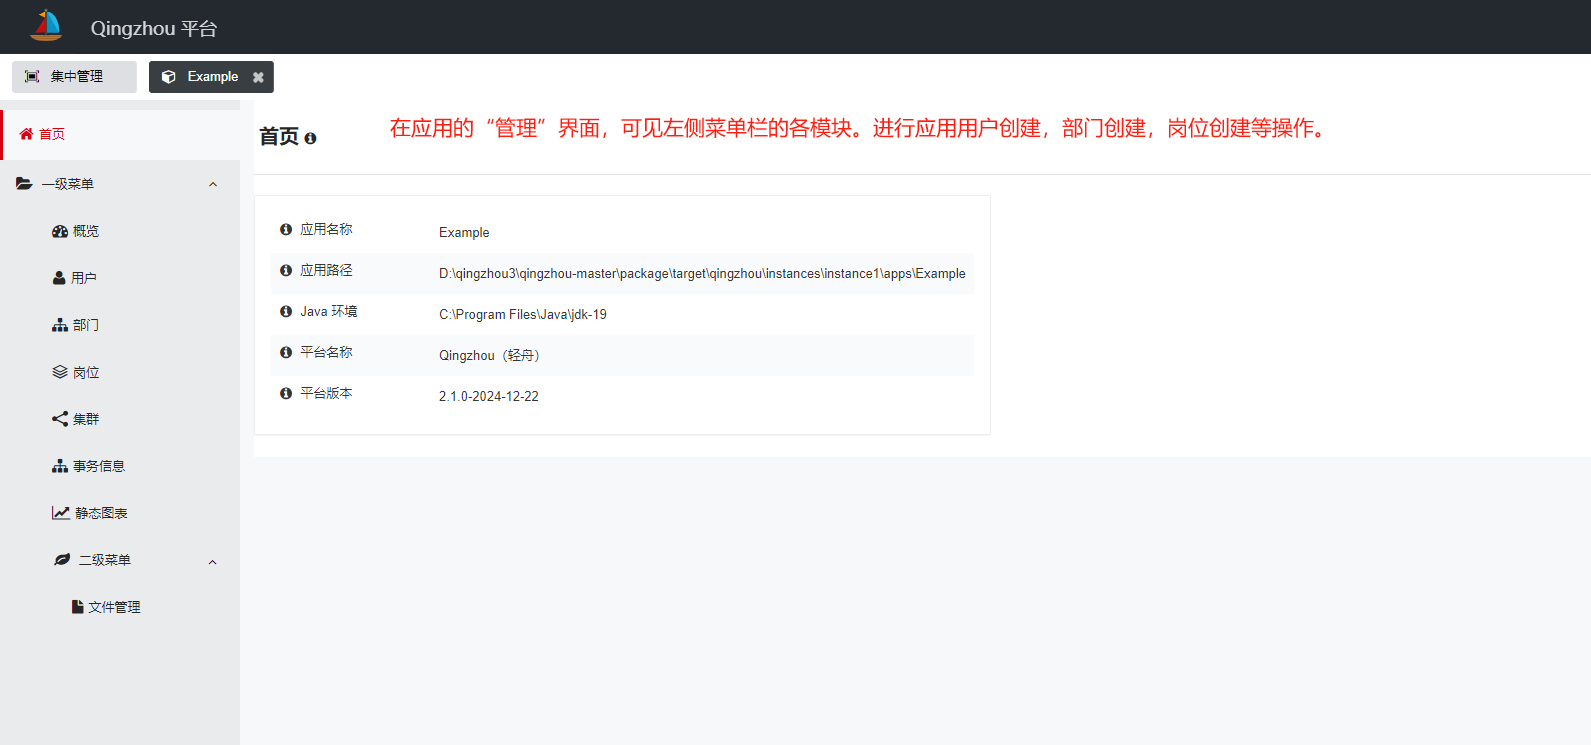 Qingzhou 平台
集中管理
Example
首页
一级菜单
概览
用户
部门
岗位
集群
事务信息
静态图表
二级菜单
文件管理
首页
在应用的“管理”界面，可见左侧菜单栏的各模块。进行应用用户创建，部门创建，岗位创建等操作。
应用名称 Example
应用路径 D:\qingzhou3\qingzhou-master\package\target\qingzhou\instances\instance1\apps\Example
Java 环境 C:\Program Files\Java\jdk-19
平台名称 Qingzhou（轻舟）
平台版本 2.1.0-2024-12-22